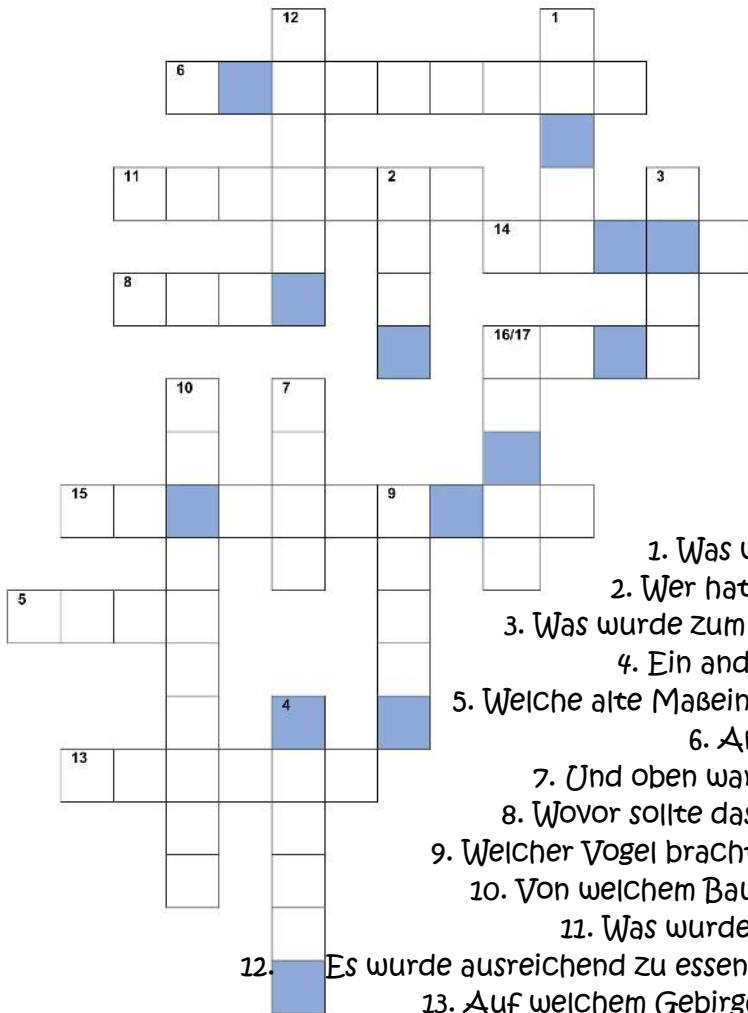 12 1
6
11 2 3
14
8
16/17
10 7
15 9
5
4
13
1. Was
2. Wer hat
3. Was wurde zum
4. Ein and
5. Welche alte Maßein
6.
7. Und oben war
8. Wovor sollte das
9. Welcher Vogel bracht
10. Von welchem Bau
11. Was wurde
12. Es wurde ausreichend zu essen
13. Auf welchem Gebirge